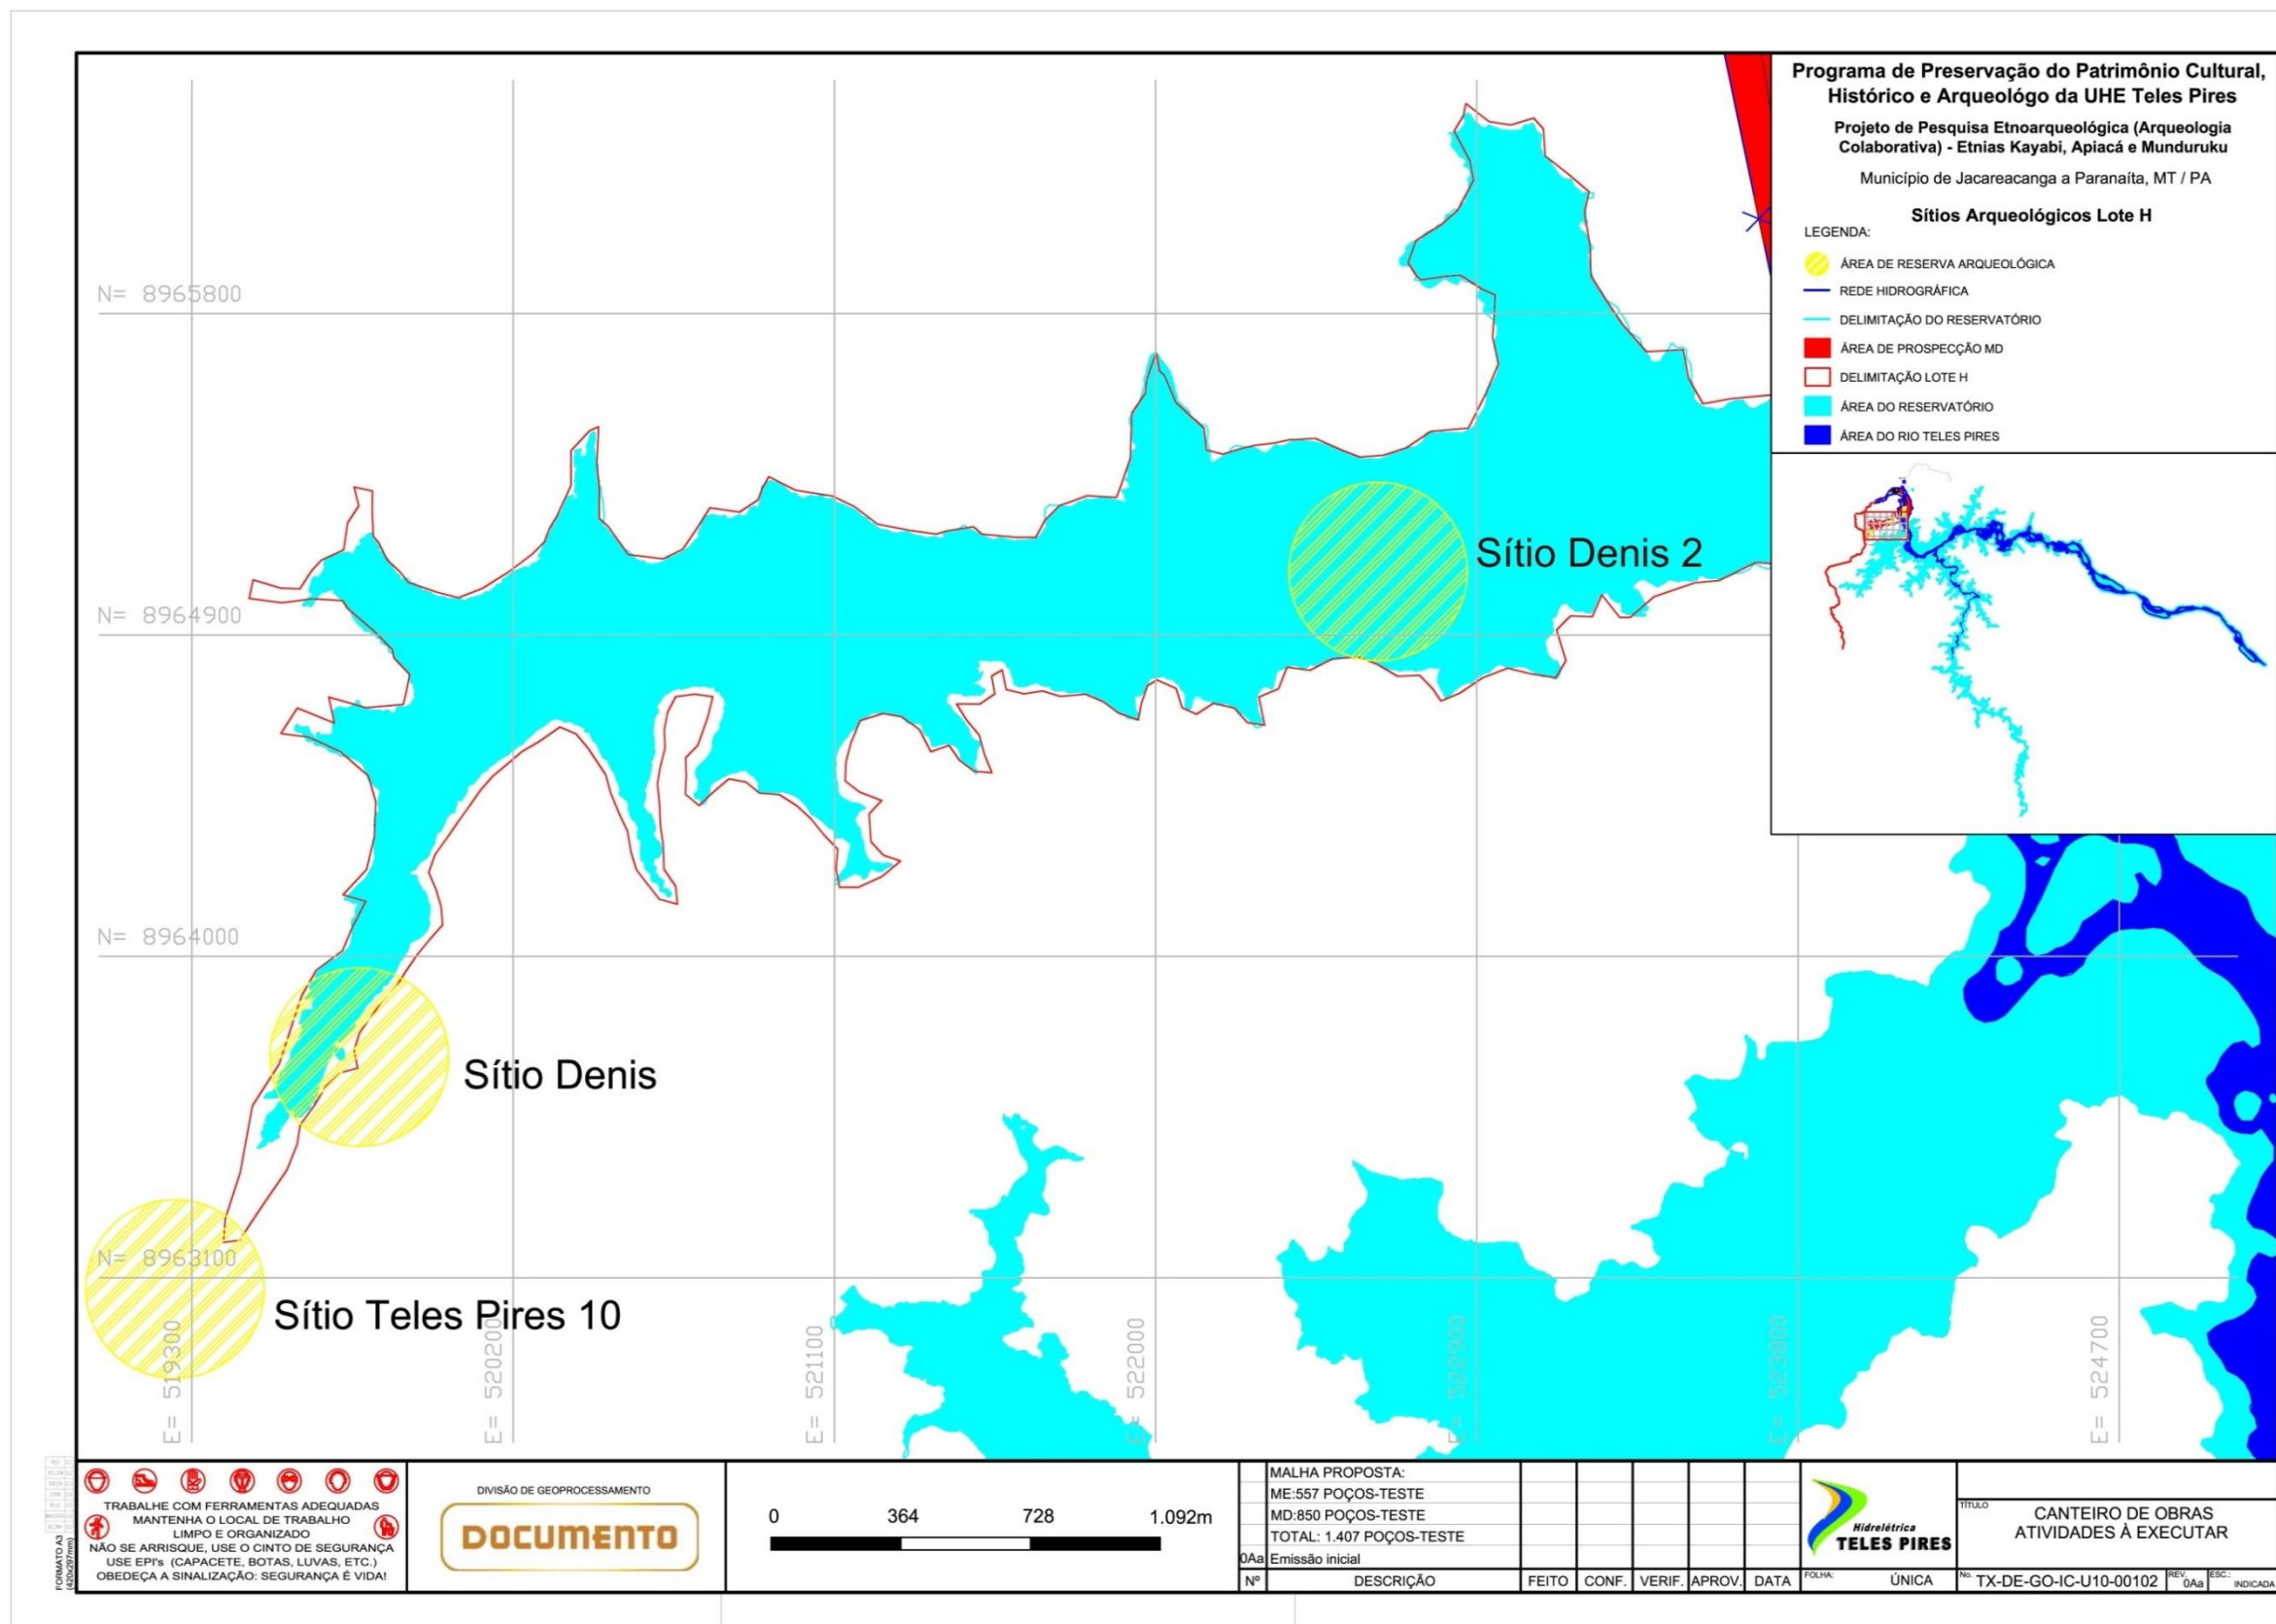 Programa de Preservação do Patrimônio Cultural,
Histórico e Arqueológo da UHE Teles Pires
Projeto de Pesquisa Etnoarqueológica (Arqueologia
Colaborativa) - Etnias Kayabi, Apiacá e Munduruku
Município de Jacareacanga a Paranaíta, MT / PA
Sítios Arqueológicos Lote H
LEGENDA:
ÁREA DE RESERVA ARQUEOLÓGICA
REDE HIDROGRÁFICA
DELIMITAÇÃO DO RESERVATÓRIO
ÁREA DE PROSPECÇÃO MD
DELIMITAÇÃO LOTE H
ÁREA DO RESERVATÓRIO
ÁREA DO RIO TELES PIRES
N= 8965800
Sítio Denis 2
N= 8964900
N= 8964000
Sítio Denis
N= 8963100
Sítio Teles Pires 10
E= 519300
E= 520200
E= 521100
E= 522000
E= 522900
E= 523800
E= 524700
FORMATO A3
(420x297mm)
TRABALHE COM FERRAMENTAS ADEQUADAS
MANTENHA O LOCAL DE TRABALHO
LIMPO E ORGANIZADO
NÃO SE ARRISQUE, USE O CINTO DE SEGURANÇA
USE EPI's (CAPACETE, BOTAS, LUVAS, ETC.)
OBEDEÇA A SINALIZAÇÃO: SEGURANÇA É VIDA!
DIVISÃO DE GEOPROCESSAMENTO
DOCUMENTO
0 364 728 1.092m
MALHA PROPOSTA:
ME:557 POÇOS-TESTE
MD:850 POÇOS-TESTE
TOTAL: 1.407 POÇOS-TESTE
0Aa Emissão inicial
Nº DESCRIÇÃO FEITO CONF. VERIF. APROV. DATA
Hidrelétrica
TELES PIRES
TÍTULO
CANTEIRO DE OBRAS
ATIVIDADES À EXECUTAR
FOLHA: ÚNICA
No. TX-DE-GO-IC-U10-00102
REV. 0Aa
ESC.: INDICADA